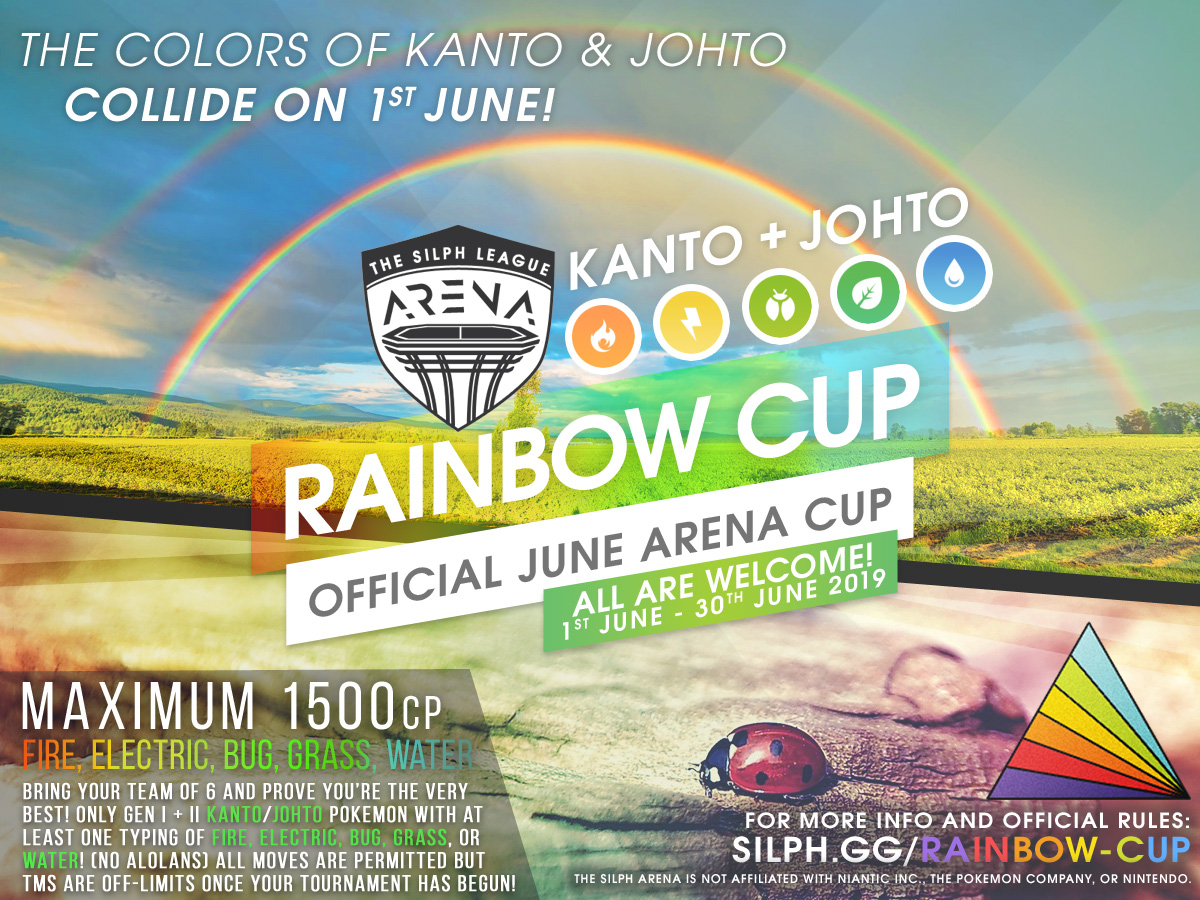 THE COLORS OF KANTO & JOHTO
COLLIDE ON 1ST JUNE!
THE SILPH LEAGUE
ARENA
KANTO + JOHTO
RAINBOW CUP
OFFICIAL JUNE ARENA CUP
ALL ARE WELCOME!
1ST JUNE - 30TH JUNE 2019
MAXIMUM 1500CP
FIRE, ELECTRIC, BUG, GRASS, WATER
BRING YOUR TEAM OF 6 AND PROVE YOU'RE THE VERY
BEST! ONLY GEN I + II KANTO/JOHTO POKEMON WITH AT
LEAST ONE TYPING OF FIRE, ELECTRIC, BUG, GRASS, OR
WATER! (NO ALOLANS) ALL MOVES ARE PERMITTED BUT
TMS ARE OFF-LIMITS ONCE YOUR TOURNAMENT HAS BEGUN!
FOR MORE INFO AND OFFICIAL RULES:
SILPH.GG/RAINBOW-CUP
THE SILPH ARENA IS NOT AFFILIATED WITH NIANTIC INC., THE POKEMON COMPANY, OR NINTENDO.